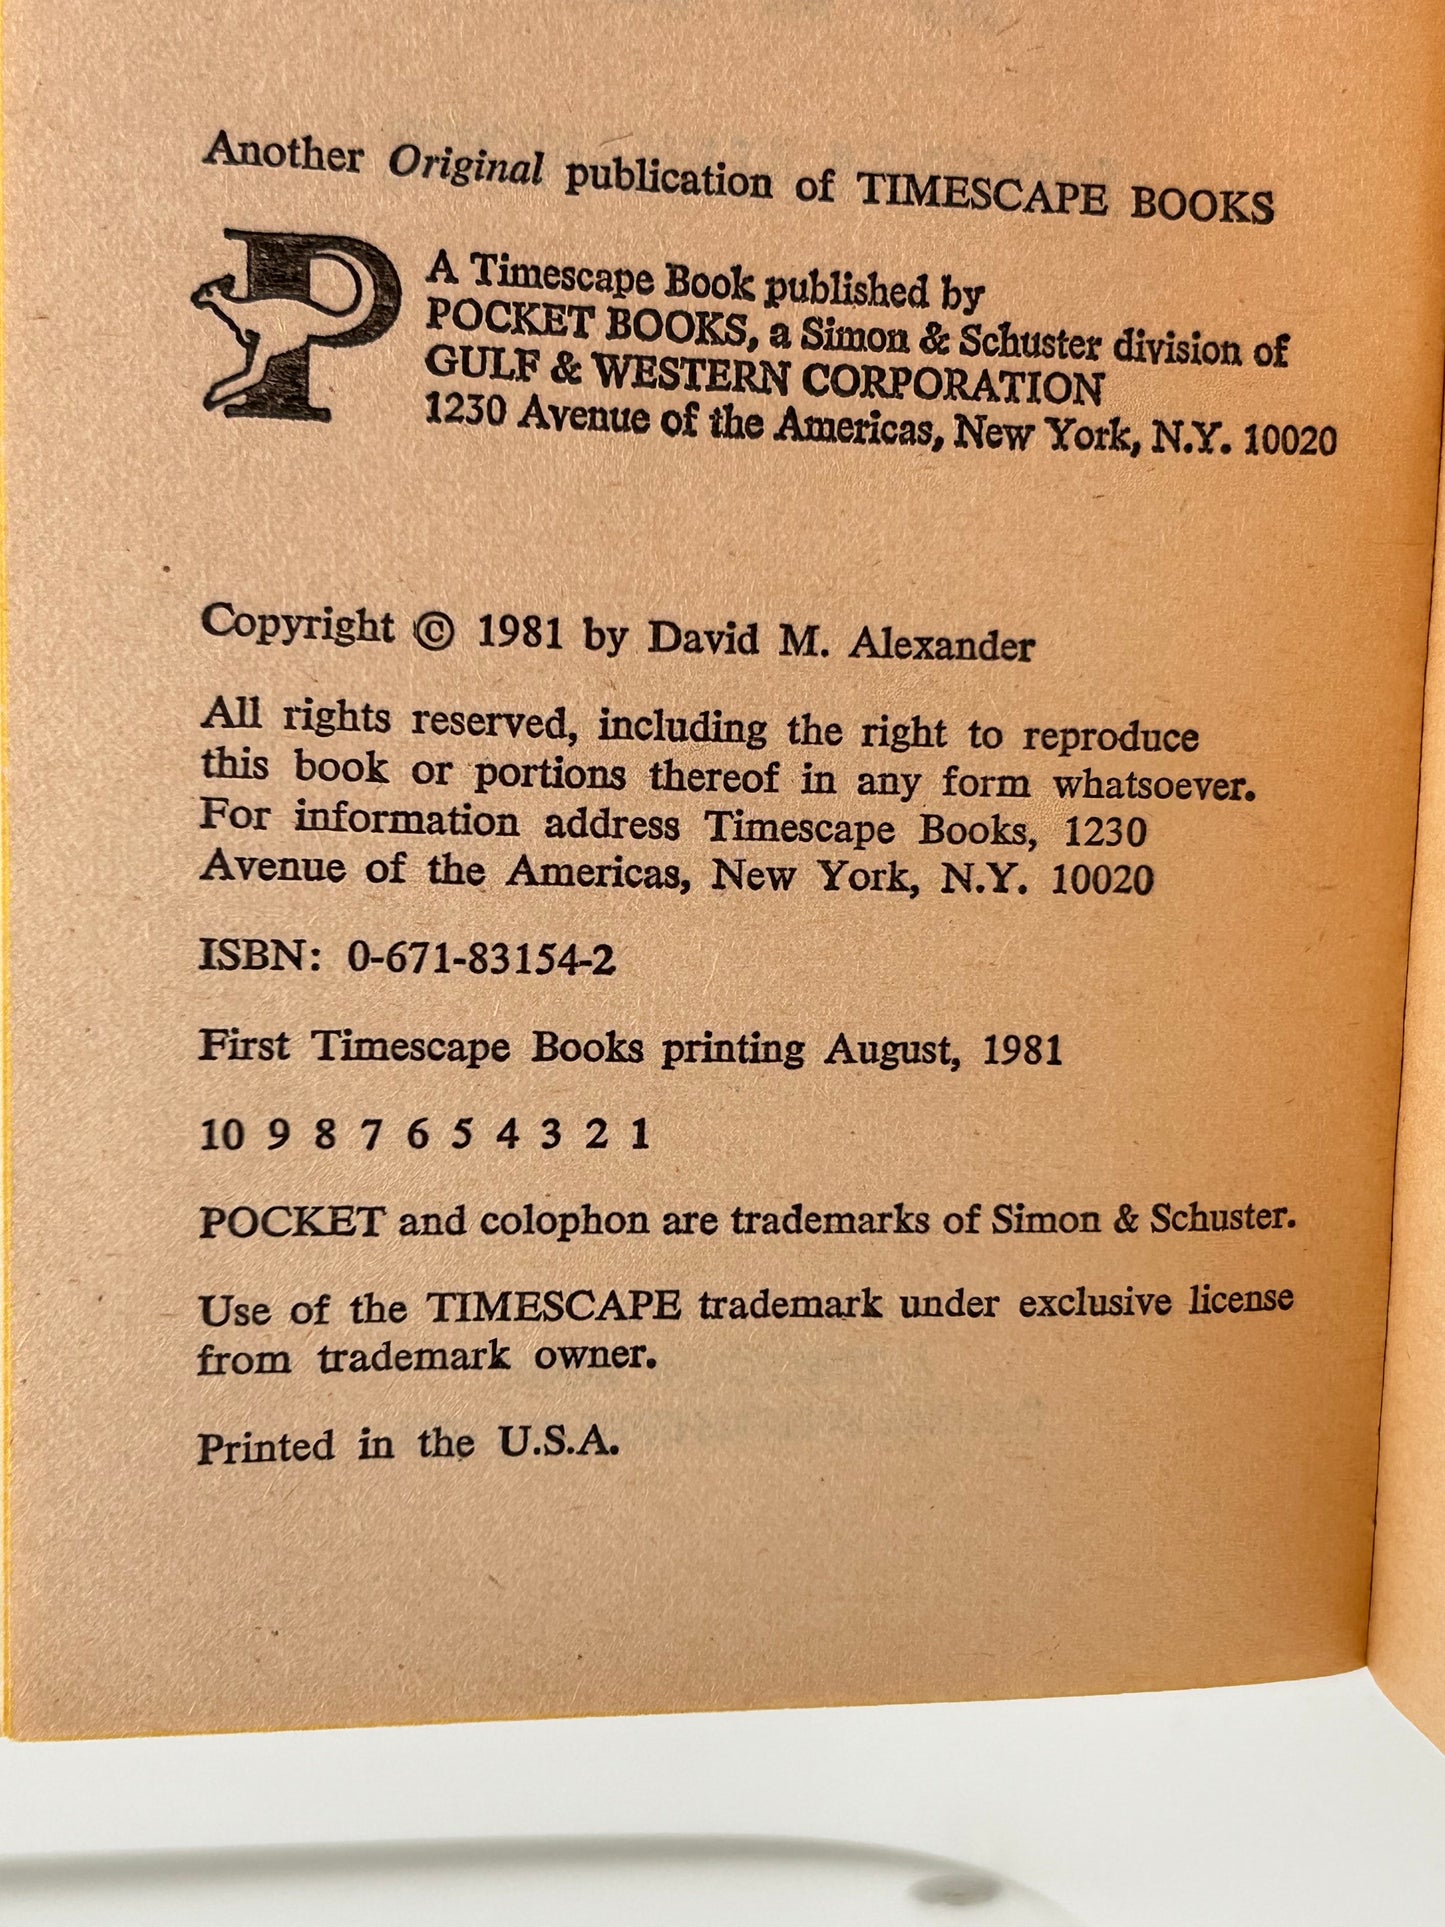 Another Original publication of TIMESCAPE BOOKS
P
A Timescape Book published by
POCKET BOOKS, a Simon & Schuster division of
GULF & WESTERN CORPORATION
1230 Avenue of the Americas, New York, N.Y. 10020
Copyright © 1981 by David M. Alexander
All rights reserved, including the right to reproduce
this book or portions thereof in any form whatsoever.
For information address Timescape Books, 1230
Avenue of the Americas, New York, N.Y. 10020
ISBN: 0-671-83154-2
First Timescape Books printing August, 1981
10 9 8 7 6 5 4 3 2 1
POCKET and colophon are trademarks of Simon & Schuster.
Use of the TIMESCAPE trademark under exclusive license
from trademark owner.
Printed in the U.S.A.